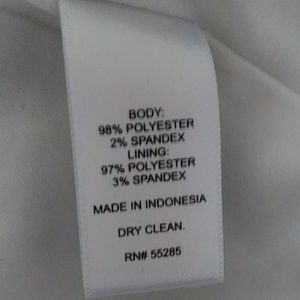 BODY:
98% POLYESTER
2% SPANDEX
LINING:
97% POLYESTER
3% SPANDEX
MADE IN INDONESIA
DRY CLEAN.
RN# 55285